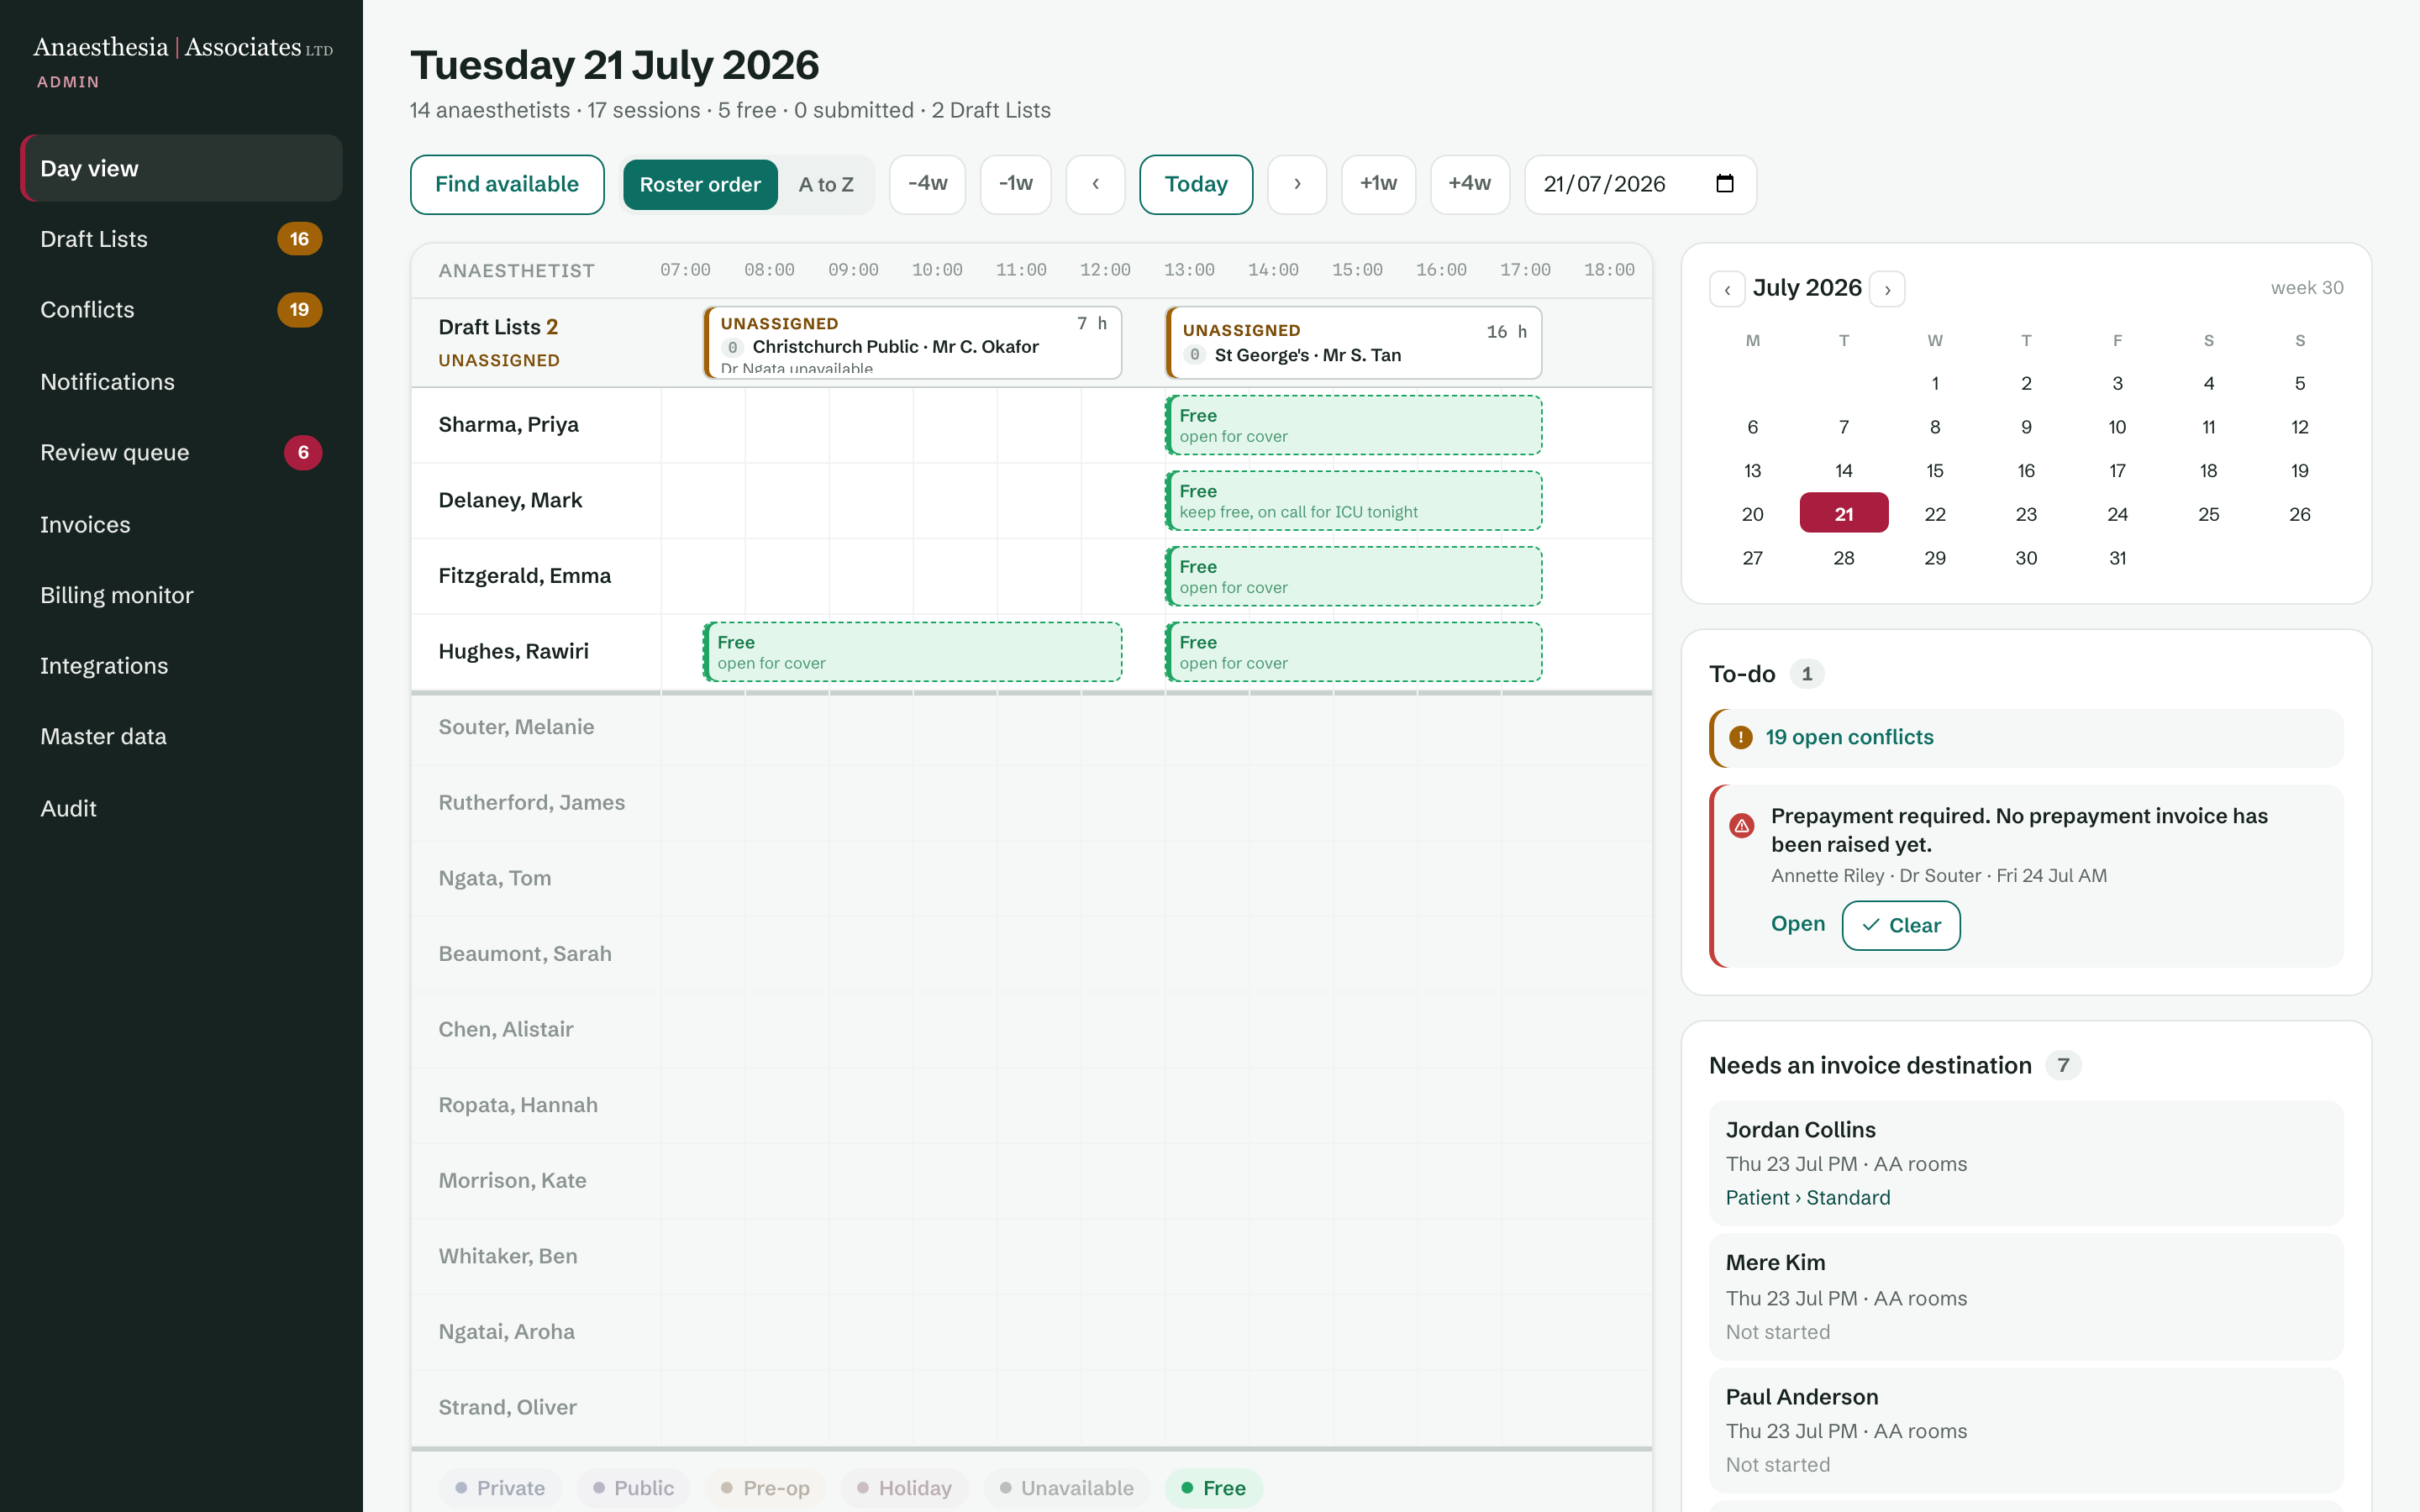 Anaesthesia | Associates LTD
ADMIN
Day view
Draft Lists 16
Conflicts 19
Notifications
Review queue 6
Invoices
Billing monitor
Integrations
Master data
Audit
Tuesday 21 July 2026
14 anaesthetists · 17 sessions · 5 free · 0 submitted · 2 Draft Lists
Find available Roster order A to Z -4w -1w ‹ Today › +1w +4w 21/07/2026
ANAESTHETIST 07:00 08:00 09:00 10:00 11:00 12:00 13:00 14:00 15:00 16:00 17:00 18:00
Draft Lists 2
UNASSIGNED
UNASSIGNED 7 h
0 Christchurch Public · Mr C. Okafor
Dr Ngata unavailable
UNASSIGNED 16 h
0 St George's · Mr S. Tan
Sharma, Priya
Free
open for cover
Delaney, Mark
Free
keep free, on call for ICU tonight
Fitzgerald, Emma
Free
open for cover
Hughes, Rawiri
Free
open for cover
Free
open for cover
Souter, Melanie
Rutherford, James
Ngata, Tom
Beaumont, Sarah
Chen, Alistair
Ropata, Hannah
Morrison, Kate
Whitaker, Ben
Ngatai, Aroha
Strand, Oliver
Private Public Pre-op Holiday Unavailable Free
‹ July 2026 › week 30
M T W T F S S
1 2 3 4 5
6 7 8 9 10 11 12
13 14 15 16 17 18 19
20 21 22 23 24 25 26
27 28 29 30 31
To-do 1
19 open conflicts
Prepayment required. No prepayment invoice has
been raised yet.
Annette Riley · Dr Souter · Fri 24 Jul AM
Open Clear
Needs an invoice destination 7
Jordan Collins
Thu 23 Jul PM · AA rooms
Patient › Standard
Mere Kim
Thu 23 Jul PM · AA rooms
Not started
Paul Anderson
Thu 23 Jul PM · AA rooms
Not started